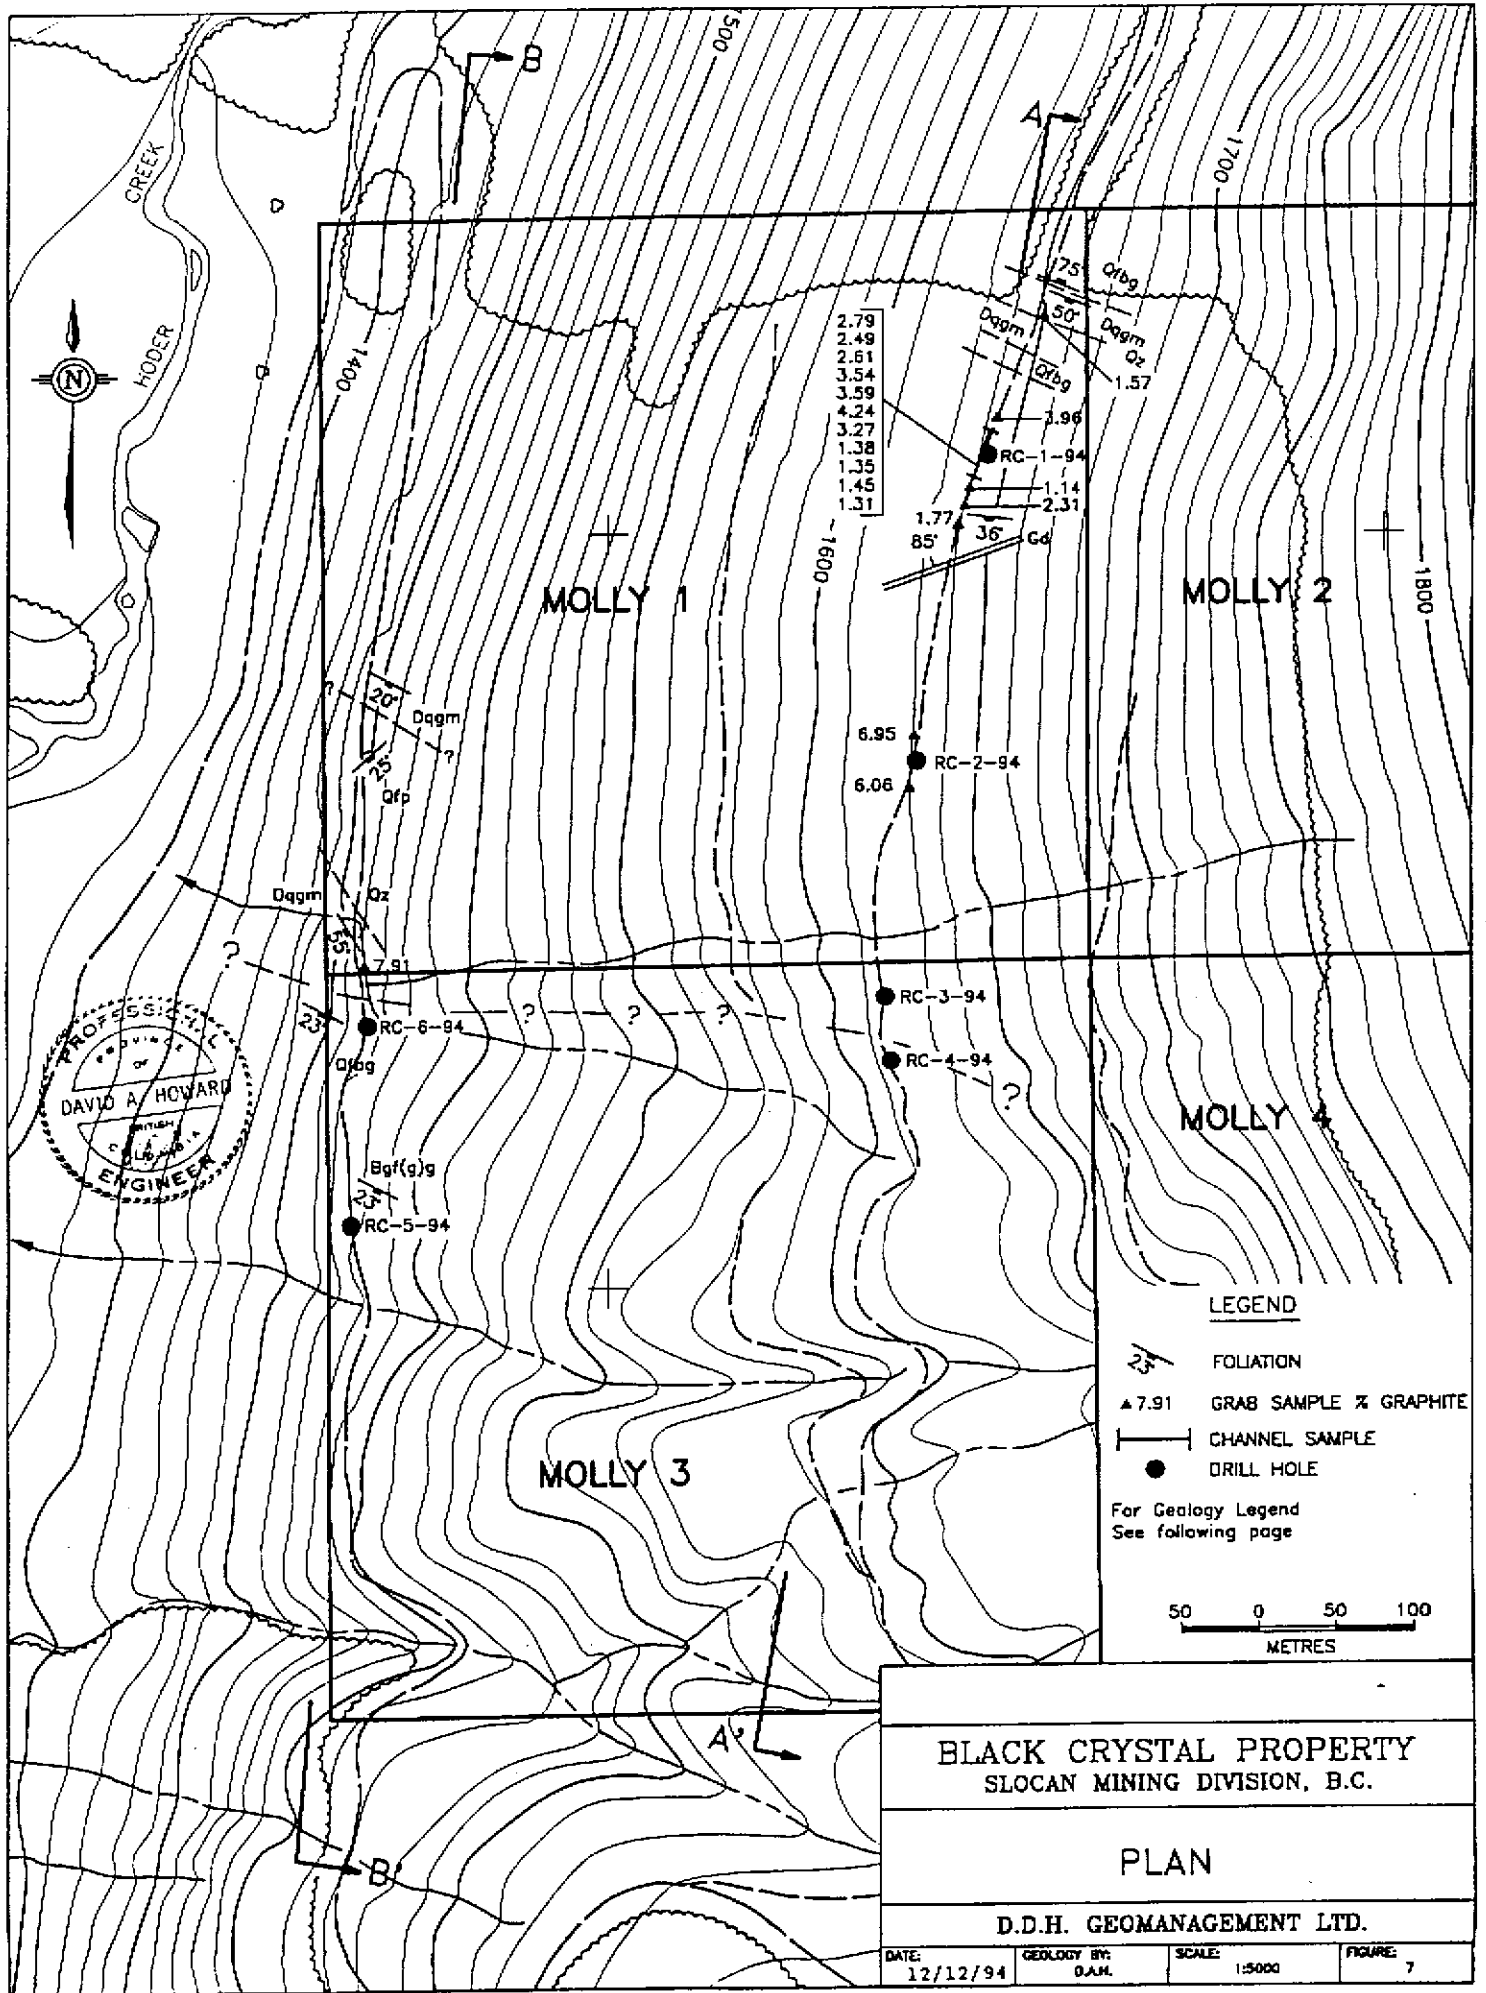 B
1500
A
CREEK
1700
HODER
1400
N
75°
Qfbg
50°
Dqgm
Dqgm
Qz
Qfbg
1.57
2.79
2.49
2.61
3.54
3.59
4.24
3.27
1.38
1.35
1.45
1.31
3.96
RC-1-94
1.14
2.31
1.77
36°
85°
Gd
1600
1800
MOLLY 1
MOLLY 2
?
20°
Dqgm
?
25°
Qfp
6.95
RC-2-94
6.06
Dqgm
Qz
55°
7.91
?
23°
RC-6-94
?
?
?
RC-3-94
RC-4-94
?
Qfbg
MOLLY 4
PROFESSIONAL
PROVINCE
OF
DAVID A. HOWARD
BRITISH
COLUMBIA
ENGINEER
Bgf(g)g
23°
RC-5-94
MOLLY 3
LEGEND
23° FOLIATION
▲7.91 GRAB SAMPLE % GRAPHITE
CHANNEL SAMPLE
DRILL HOLE
For Geology Legend
See following page
50 0 50 100
METRES
A'
B'
BLACK CRYSTAL PROPERTY
SLOCAN MINING DIVISION, B.C.
PLAN
D.D.H. GEOMANAGEMENT LTD.
DATE: 12/12/94
GEOLOGY BY: D.A.H.
SCALE: 1:5000
FIGURE: 7